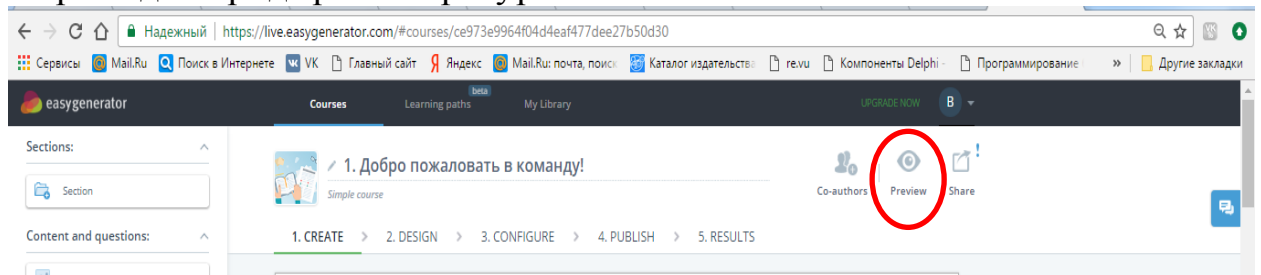 Надежный | https://live.easygenerator.com/#courses/ce973e9964f04d4eaf477dee27b50d30
Сервисы Mail.Ru Поиск в Интернете VK Главный сайт Яндекс Mail.Ru: почта, поиск Каталог издательства re.vu Компоненты Delphi - Программирование » Другие закладки
easygenerator Courses Learning paths beta My Library UPGRADE NOW B
Sections:
Section
1. Добро пожаловать в команду!
Simple course
Co-authors Preview Share
Content and questions:
1. CREATE > 2. DESIGN > 3. CONFIGURE > 4. PUBLISH > 5. RESULTS